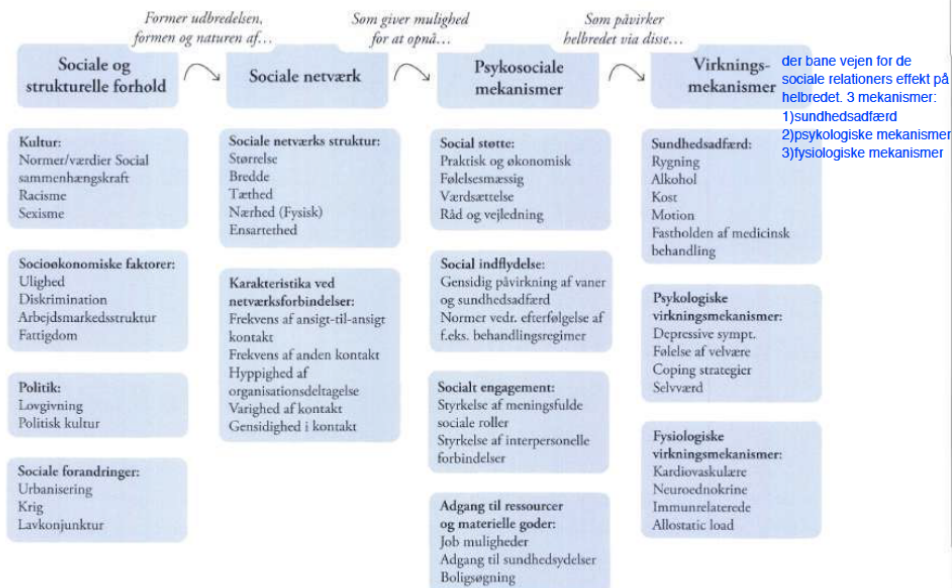 Former udbredelsen,
formen og naturen af…
Som giver mulighed
for at opnå…
Som påvirker
helbredet via disse…
Sociale og
strukturelle forhold
Sociale netværk
Psykosociale
mekanismer
Virknings-
mekanismer
der bane vejen for de
sociale relationers effekt på
helbredet. 3 mekanismer:
1)sundhedsadfærd
2)psykologiske mekanismer
3)fysiologiske mekanismer
Kultur:
Normer/værdier Social
sammenhængskraft
Racisme
Sexisme
Socioøkonomiske faktorer:
Ulighed
Diskrimination
Arbejdsmarkedsstruktur
Fattigdom
Politik:
Lovgivning
Politisk kultur
Sociale forandringer:
Urbanisering
Krig
Lavkonjunktur
Sociale netværks struktur:
Størrelse
Bredde
Tæthed
Nærhed (Fysisk)
Ensartethed
Karakteristika ved
netværksforbindelser:
Frekvens af ansigt-til-ansigt
kontakt
Frekvens af anden kontakt
Hyppighed af
organisationsdeltagelse
Varighed af kontakt
Gensidighed i kontakt
Social støtte:
Praktisk og økonomisk
Følelsesmæssig
Værdsættelse
Råd og vejledning
Social indflydelse:
Gensidig påvirkning af vaner
og sundhedsadfærd
Normer vedr. efterfølgelse af
f.eks. behandlingsregimer
Socialt engagement:
Styrkelse af meningsfulde
sociale roller
Styrkelse af interpersonelle
forbindelser
Adgang til ressourcer
og materielle goder:
Job muligheder
Adgang til sundhedsydelser
Boligsøgning
Sundhedsadfærd:
Rygning
Alkohol
Kost
Motion
Fastholden af medicinsk
behandling
Psykologiske
virkningsmekanismer:
Depressive sympt.
Følelse af velvære
Coping strategier
Selvværd
Fysiologiske
virkningsmekanismer:
Kardiovaskulære
Neuroednokrine
Immunrelaterede
Allostatic load